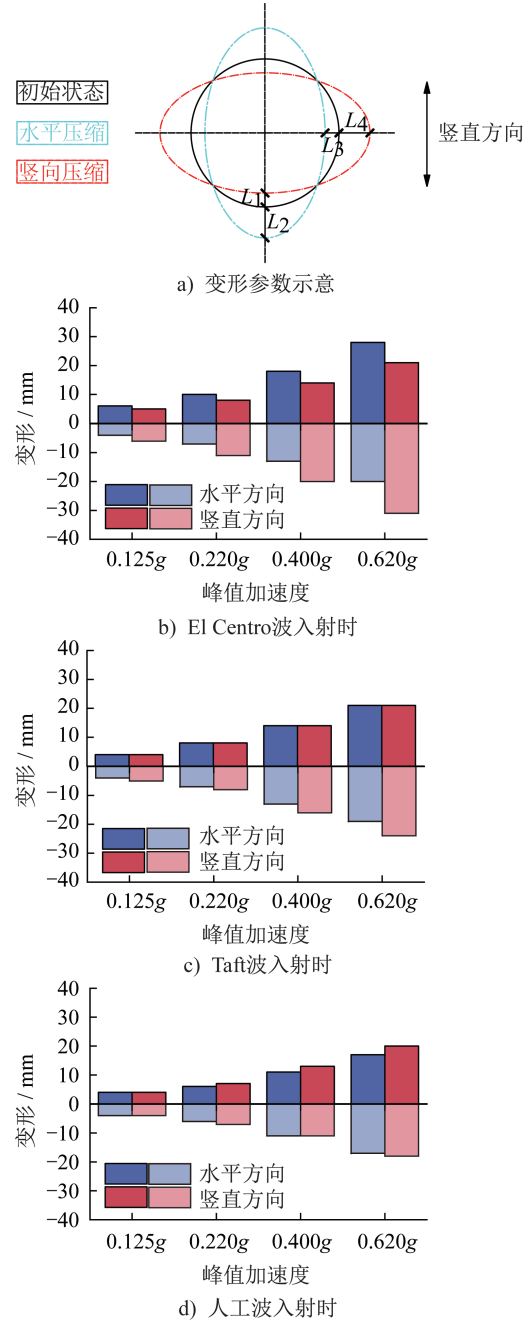 初始状态
水平压缩
竖向压缩
L4
L3
L1
L2
竖直方向
a) 变形参数示意
40
30
20
10
0
−10
−20
−30
−40
变形 / mm
水平方向
竖直方向
0.125g 0.220g 0.400g 0.620g
峰值加速度
b) El Centro波入射时
40
30
20
10
0
−10
−20
−30
−40
变形 / mm
水平方向
竖直方向
0.125g 0.220g 0.400g 0.620g
峰值加速度
c) Taft波入射时
40
30
20
10
0
−10
−20
−30
−40
变形 / mm
水平方向
竖直方向
0.125g 0.220g 0.400g 0.620g
峰值加速度
d) 人工波入射时